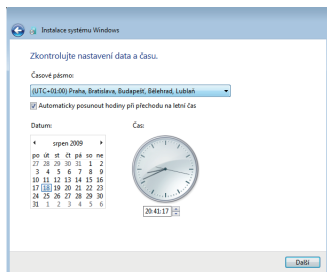 Instalace systému Windows
Zkontrolujte nastavení data a času.
Časové pásmo:
(UTC+01:00) Praha, Bratislava, Budapešť, Bělehrad, Lublaň
Automaticky posunout hodiny při přechodu na letní čas
Datum:
Čas:
srpen 2009
po út st čt pá so ne
27 28 29 30 31 1 2
3 4 5 6 7 8 9
10 11 12 13 14 15 16
17 18 19 20 21 22 23
24 25 26 27 28 29 30
31 1 2 3 4 5 6
20:41:17
Další